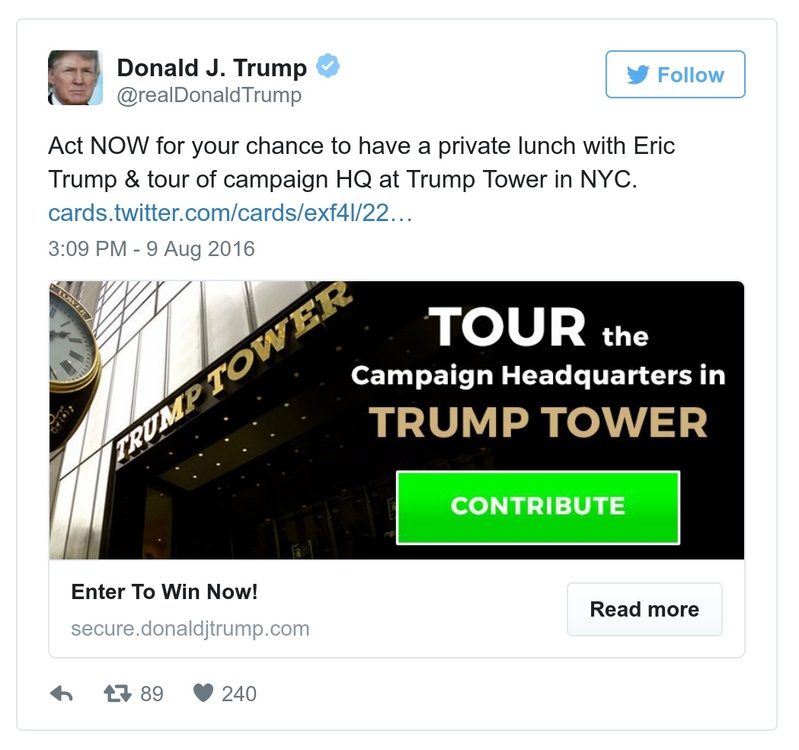 Donald J. Trump
@realDonaldTrump
Follow
Act NOW for your chance to have a private lunch with Eric
Trump & tour of campaign HQ at Trump Tower in NYC.
cards.twitter.com/cards/exf4l/22…
3:09 PM - 9 Aug 2016
TRUMP TOWER
TOUR the
Campaign Headquarters in
TRUMP TOWER
CONTRIBUTE
Enter To Win Now!
secure.donaldjtrump.com
Read more
89
240